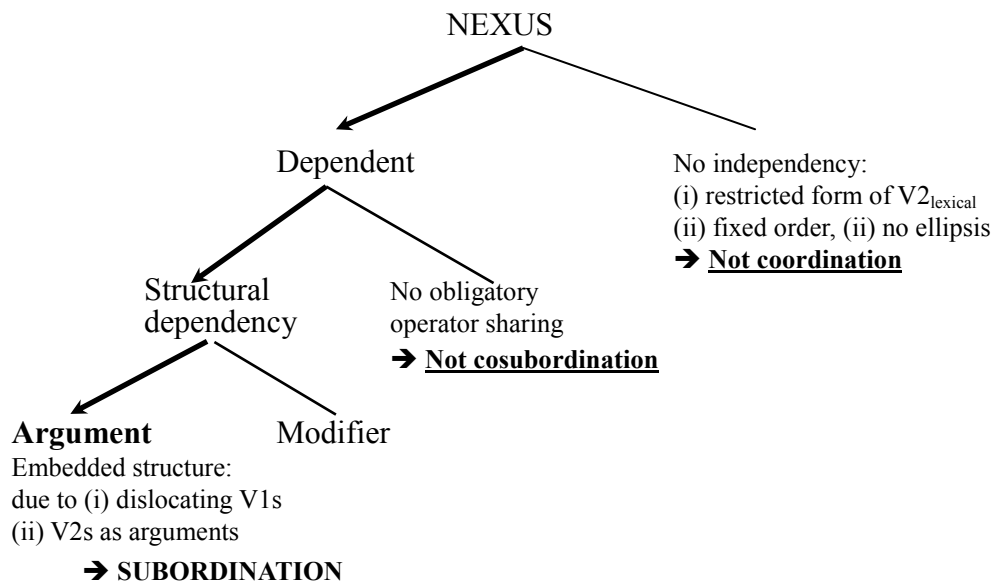 NEXUS
Dependent
No independency:
(i) restricted form of V2lexical
(ii) fixed order, (ii) no ellipsis
➔ Not coordination
Structural
dependency
No obligatory
operator sharing
➔ Not cosubordination
Argument
Modifier
Embedded structure:
due to (i) dislocating V1s
(ii) V2s as arguments
➔ SUBORDINATION